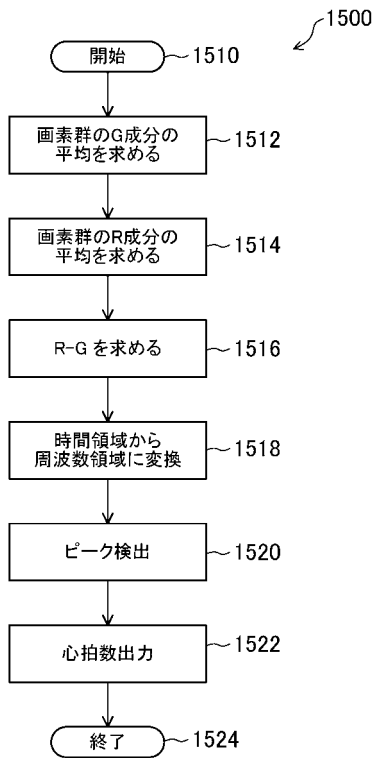 1500
開始
1510
画素群のG成分の
平均を求める
1512
画素群のR成分の
平均を求める
1514
R-G を求める
1516
時間領域から
周波数領域に変換
1518
ピーク検出
1520
心拍数出力
1522
終了
1524